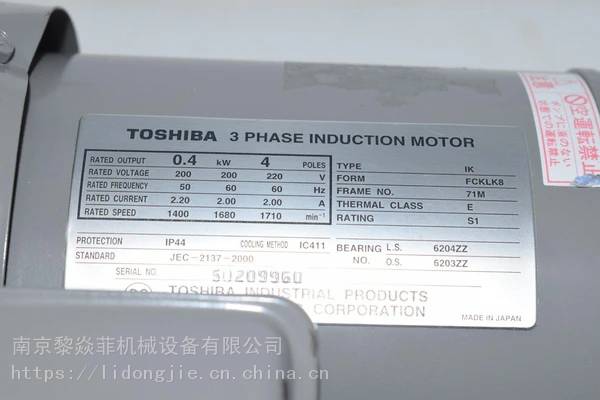 TOSHIBA 3 PHASE INDUCTION MOTOR
RATED OUTPUT 0.4 kW 4 POLES
RATED VOLTAGE 200 200 220 V
RATED FREQUENCY 50 60 60 Hz
RATED CURRENT 2.20 2.00 2.00 A
RATED SPEED 1400 1680 1710 min⁻¹
TYPE IK
FORM FCKLK8
FRAME NO. 71M
THERMAL CLASS E
RATING S1
PROTECTION IP44 COOLING METHOD IC411
STANDARD JEC-2137-2000
BEARING L.S. 6204ZZ
NO. O.S. 6203ZZ
SERIAL NO.
TOSHIBA INDUSTRIAL PRODUCTS
CORPORATION
MADE IN JAPAN
運転禁止
南京黎焱菲机械设备有限公司
https://lidongjie.cn.china.cn